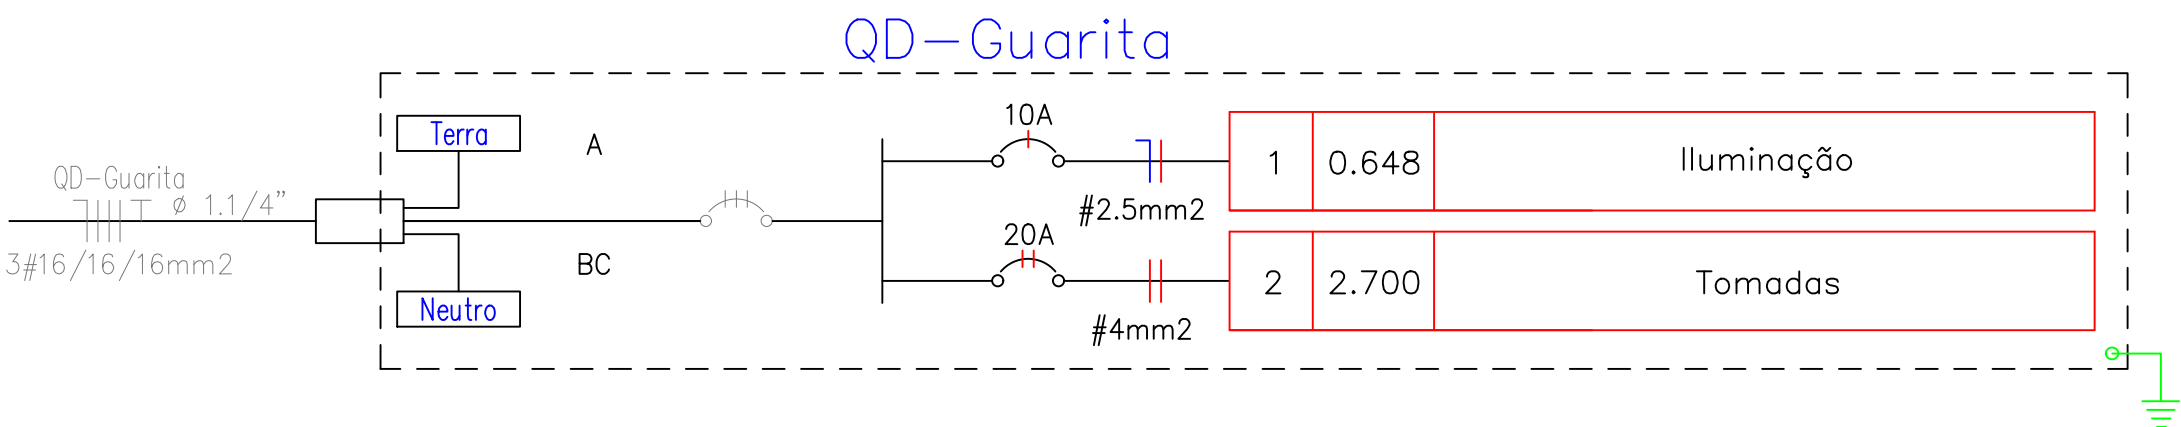 QD-Guarita
QD-Guarita
ø 1.1/4"
3#16/16/16mm2
Terra
A
BC
Neutro
10A
#2.5mm2
1 0.648 Iluminação
20A
#4mm2
2 2.700 Tomadas